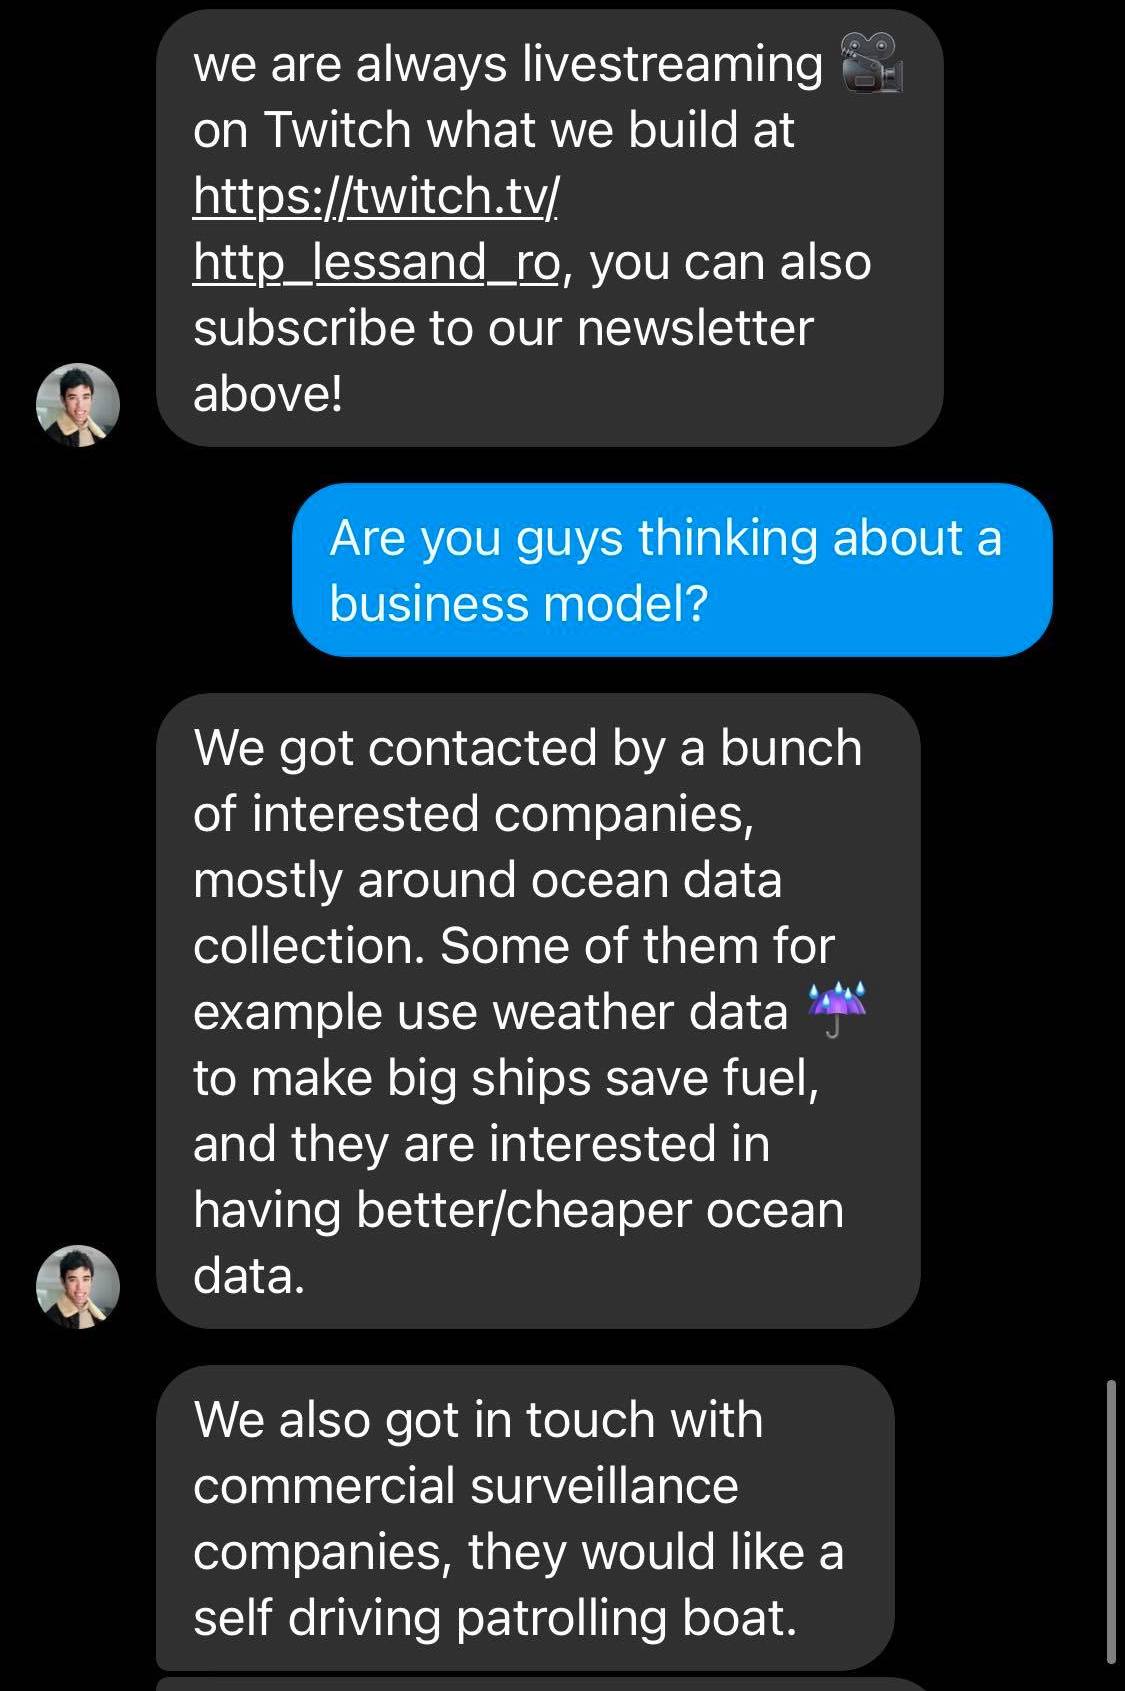 we are always livestreaming 🎥
on Twitch what we build at
https://twitch.tv/
http_lessand_ro, you can also
subscribe to our newsletter
above!
Are you guys thinking about a
business model?
We got contacted by a bunch
of interested companies,
mostly around ocean data
collection. Some of them for
example use weather data ☔
to make big ships save fuel,
and they are interested in
having better/cheaper ocean
data.
We also got in touch with
commercial surveillance
companies, they would like a
self driving patrolling boat.